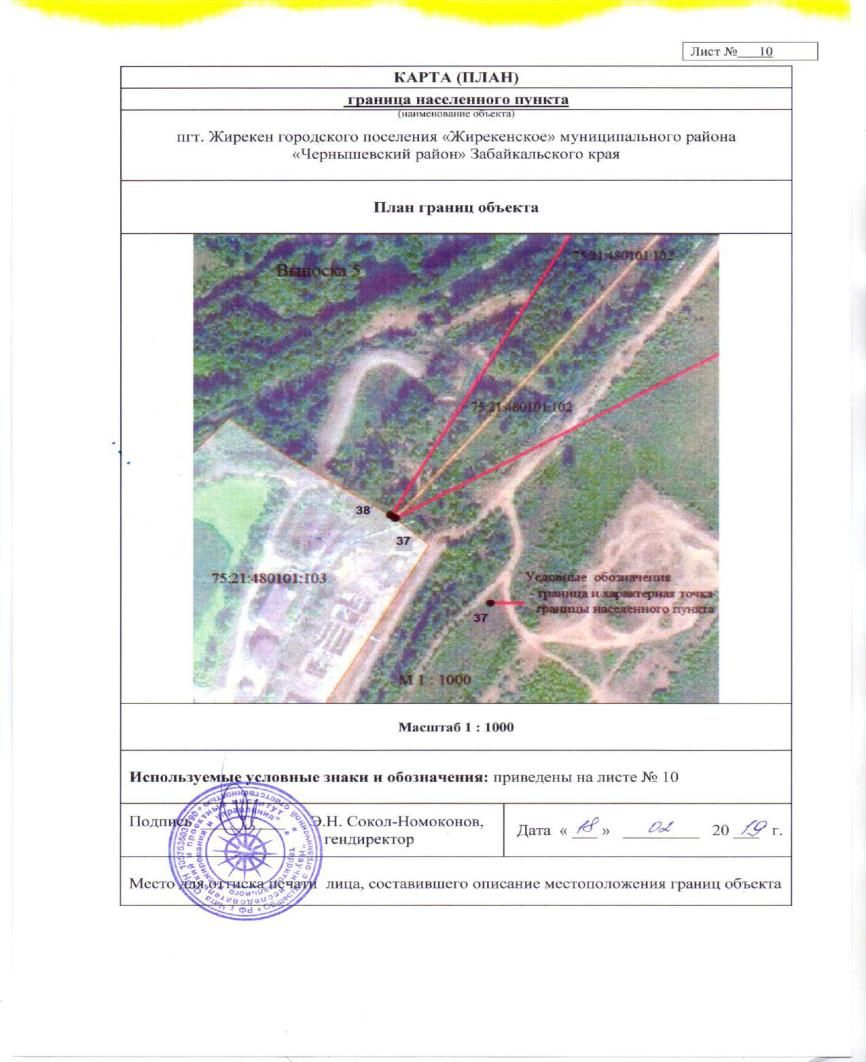 Лист № 10
КАРТА (ПЛАН)
граница населенного пункта
(наименование объекта)
пгт. Жирекен городского поселения «Жирекенское» муниципального района
«Чернышевский район» Забайкальского края
План границ объекта
75:21:480101:102
Выноска 5
75:21:480101:102
38
37
75:21:480101:103
Условные обозначения
- граница и характерная точка
границы населенного пункта
37
М 1 : 1000
Масштаб 1 : 1000
Используемые условные знаки и обозначения: приведены на листе № 10
Подпись Э.Н. Сокол-Номоконов,
гендиректор
Дата « 18 » 02 20 19 г.
Место для оттиска печати лица, составившего описание местоположения границ объекта